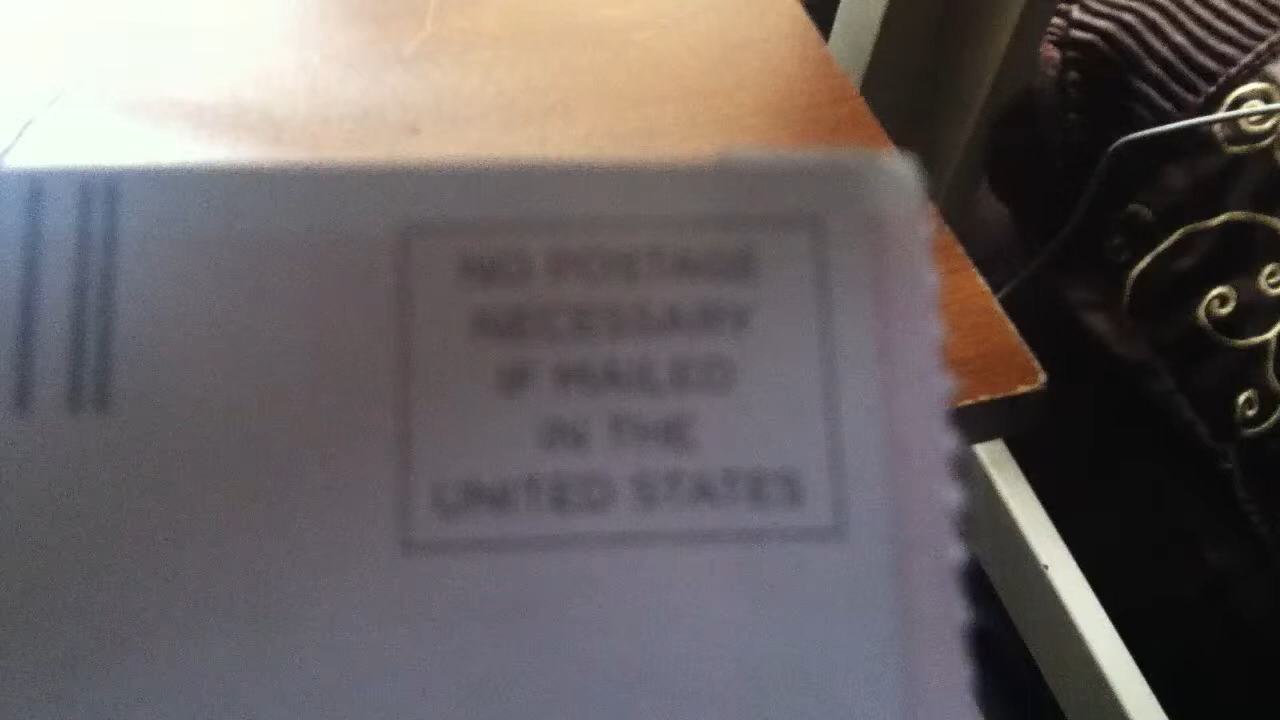 NO POSTAGE
NECESSARY
IF MAILED
IN THE
UNITED STATES